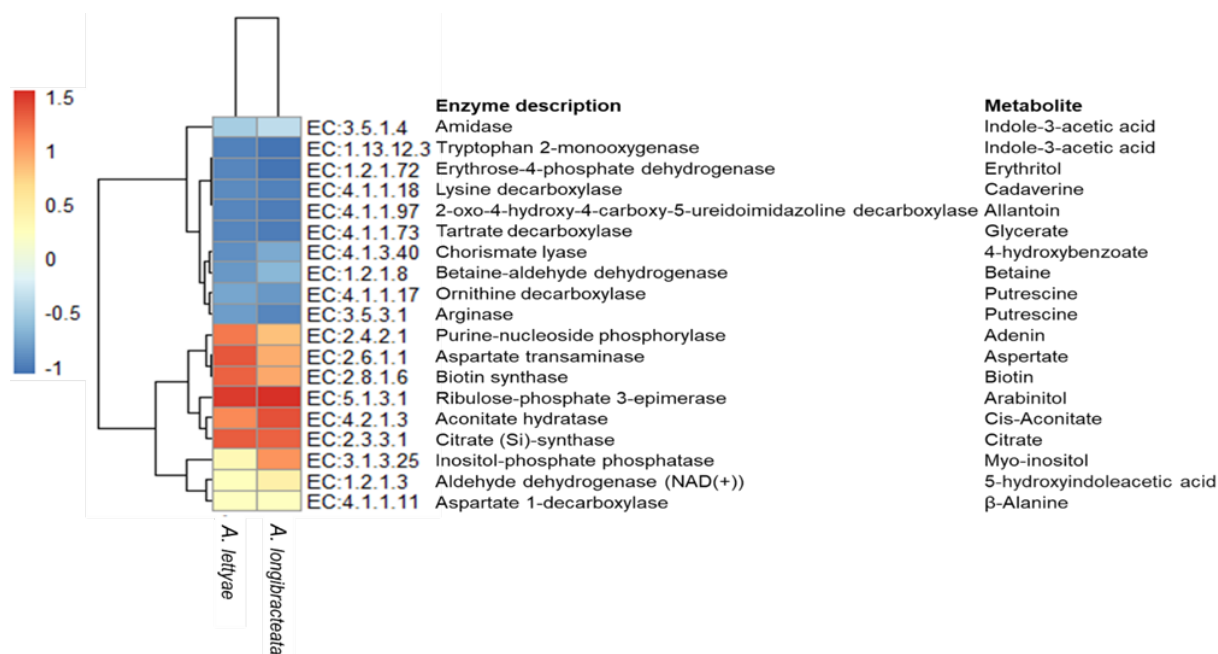 1.5
1
0.5
0
-0.5
-1
Enzyme description Metabolite
EC:3.5.1.4 Amidase Indole-3-acetic acid
EC:1.13.12.3 Tryptophan 2-monooxygenase Indole-3-acetic acid
EC:1.2.1.72 Erythrose-4-phosphate dehydrogenase Erythritol
EC:4.1.1.18 Lysine decarboxylase Cadaverine
EC:4.1.1.97 2-oxo-4-hydroxy-4-carboxy-5-ureidoimidazoline decarboxylase Allantoin
EC:4.1.1.73 Tartrate decarboxylase Glycerate
EC:4.1.3.40 Chorismate lyase 4-hydroxybenzoate
EC:1.2.1.8 Betaine-aldehyde dehydrogenase Betaine
EC:4.1.1.17 Ornithine decarboxylase Putrescine
EC:3.5.3.1 Arginase Putrescine
EC:2.4.2.1 Purine-nucleoside phosphorylase Adenin
EC:2.6.1.1 Aspartate transaminase Aspertate
EC:2.8.1.6 Biotin synthase Biotin
EC:5.1.3.1 Ribulose-phosphate 3-epimerase Arabinitol
EC:4.2.1.3 Aconitate hydratase Cis-Aconitate
EC:2.3.3.1 Citrate (Si)-synthase Citrate
EC:3.1.3.25 Inositol-phosphate phosphatase Myo-inositol
EC:1.2.1.3 Aldehyde dehydrogenase (NAD(+)) 5-hydroxyindoleacetic acid
EC:4.1.1.11 Aspartate 1-decarboxylase β-Alanine
A. lettyae
A. longibracteata